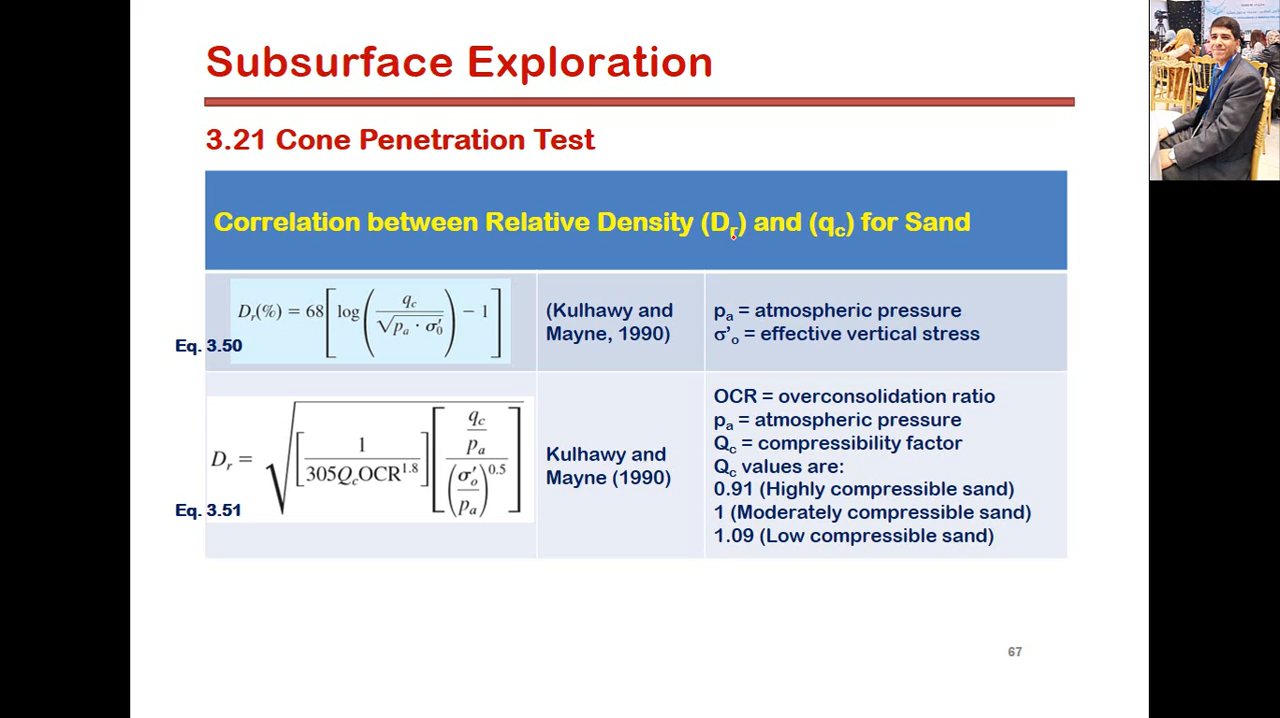 Subsurface Exploration
3.21 Cone Penetration Test
Correlation between Relative Density (Dr) and (qc) for Sand
Dr(%) = 68[log(qc / √(pa · σ′0)) − 1]
Eq. 3.50
(Kulhawy and
Mayne, 1990)
pa = atmospheric pressure
σ’o = effective vertical stress
Dr = √([1 / (305QcOCR^1.8)][(qc / pa) / (σ′o / pa)^0.5])
Eq. 3.51
Kulhawy and
Mayne (1990)
OCR = overconsolidation ratio
pa = atmospheric pressure
Qc = compressibility factor
Qc values are:
0.91 (Highly compressible sand)
1 (Moderately compressible sand)
1.09 (Low compressible sand)
67